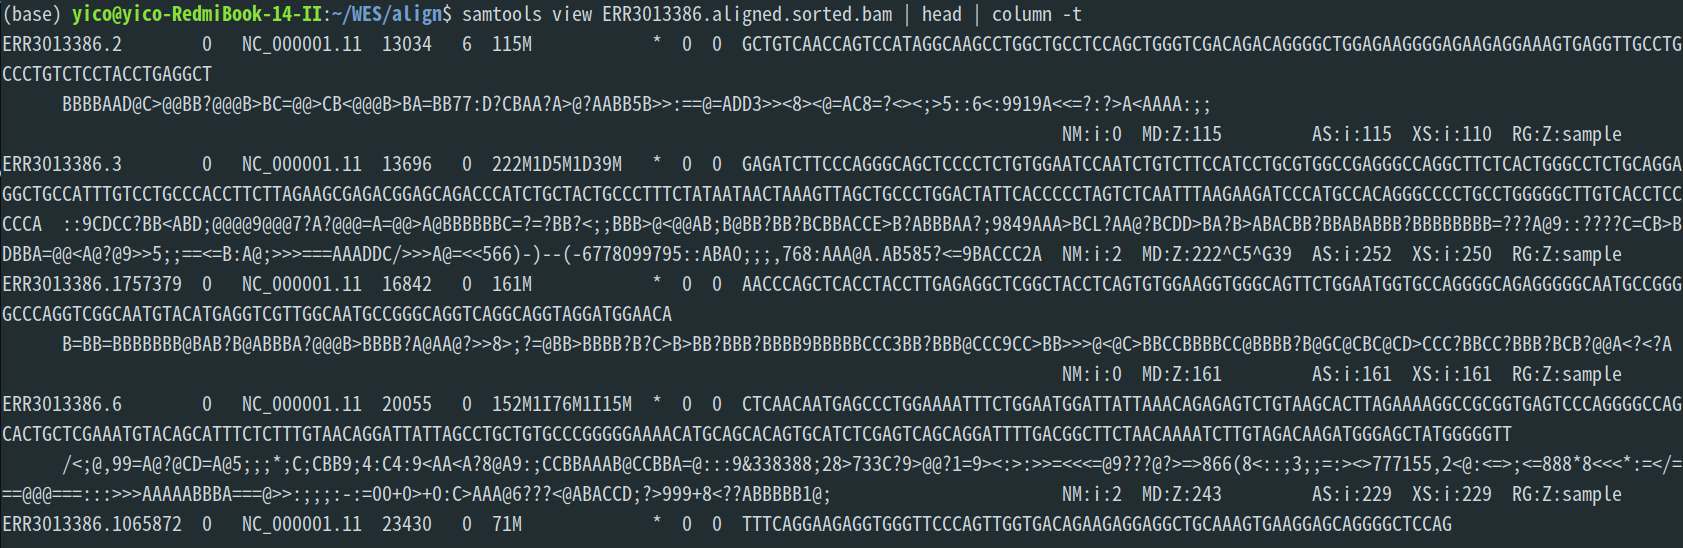 (base) yico@yico-RedmiBook-14-II:~/WES/align$ samtools view ERR3013386.aligned.sorted.bam | head | column -t
ERR3013386.2 0 NC_000001.11 13034 6 115M * 0 0 GCTGTCAACCAGTCCATAGGCAAGCCTGGCTGCCTCCAGCTGGGTCGACAGACAGGGGCTGGAGAAGGGGAGAAGAGGAAAGTGAGGTTGCCTG
CCCTGTCTCCTACCTGAGGCT
BBBBAAD@C>@@BB?@@@B>BC=@@>CB<@@@B>BA=BB77:D?CBAA?A>@?AABB5B>>:==@=ADD3>><8><@=AC8=?<><;>5::6<:9919A<<=?:?>A<AAAA:;;
NM:i:0 MD:Z:115 AS:i:115 XS:i:110 RG:Z:sample
ERR3013386.3 0 NC_000001.11 13696 0 222M1D5M1D39M * 0 0 GAGATCTTCCCAGGGCAGCTCCCCTCTGTGGAATCCAATCTGTCTTCCATCCTGCGTGGCCGAGGGCCAGGCTTCTCACTGGGCCTCTGCAGGA
GGCTGCCATTTGTCCTGCCCACCTTCTTAGAAGCGAGACGGAGCAGACCCATCTGCTACTGCCCTTTCTATAATAACTAAAGTTAGCTGCCCTGGACTATTCACCCCCTAGTCTCAATTTAAGAAGATCCCATGCCACAGGGCCCCTGCCTGGGGGCTTGTCACCTCC
CCCA ::9CDCC?BB<ABD;@@@@9@@@7?A?@@@=A=@@>A@BBBBBBC=?=?BB?<;;BBB>@<@@AB;B@BB?BB?BCBBACCE>B?ABBBAA?;9849AAA>BCL?AA@?BCDD>BA?B>ABACBB?BBABABBB?BBBBBBBB=???A@9::????C=CB>B
DBBA=@@<A@?@9>>5;;==<=B:A@;>>>===AAADDC/>>>A@=<<566)-)--(-6778099795::ABA0;;;,768:AAA@A.AB585?<=9BACCC2A NM:i:2 MD:Z:222^C5^G39 AS:i:252 XS:i:250 RG:Z:sample
ERR3013386.1757379 0 NC_000001.11 16842 0 161M * 0 0 AACCCAGCTCACCTACCTTGAGAGGCTCGGCTACCTCAGTGTGGAAGGTGGGCAGTTCTGGAATGGTGCCAGGGGCAGAGGGGGCAATGCCGGG
GCCCAGGTCGGCAATGTACATGAGGTCGTTGGCAATGCCGGGCAGGTCAGGCAGGTAGGATGGAACA
B=BB=BBBBBBB@BAB?B@ABBBA?@@@B>BBBB?A@AA@?>>8>;?=@BB>BBBB?B?C>B>BB?BBB?BBBB9BBBBBCCC3BB?BBB@CCC9CC>BB>>>@<@C>BBCCBBBBCC@BBBB?B@GC@CBC@CD>CCC?BBCC?BBB?BCB?@@A<?<?A
NM:i:0 MD:Z:161 AS:i:161 XS:i:161 RG:Z:sample
ERR3013386.6 0 NC_000001.11 20055 0 152M1I76M1I15M * 0 0 CTCAACAATGAGCCCTGGAAAATTTCTGGAATGGATTATTAAACAGAGAGTCTGTAAGCACTTAGAAAAGGCCGCGGTGAGTCCCAGGGGCCAG
CACTGCTCGAAATGTACAGCATTTCTCTTTGTAACAGGATTATTAGCCTGCTGTGCCCGGGGGAAAACATGCAGCACAGTGCATCTCGAGTCAGCAGGATTTTGACGGCTTCTAACAAAATCTTGTAGACAAGATGGGAGCTATGGGGGTT
/<;@,99=A@?@CD=A@5;;;*;C;CBB9;4:C4:9<AA<A?8@A9:;CCBBAAAB@CCBBA=@:::9&338388;28>733C?9>@@?1=9><:>:>>=<<<=@9???@?>=>866(8<::;3;;=:><>777155,2<@:<=>;<=888*8<<<*:=</=
==@@@===:::>>>AAAAABBBA===@>>:;;;:-:=00+0>+0:C>AAA@6???<@ABACCD;?>999+8<??ABBBBB1@; NM:i:2 MD:Z:243 AS:i:229 XS:i:229 RG:Z:sample
ERR3013386.1065872 0 NC_000001.11 23430 0 71M * 0 0 TTTCAGGAAGAGGTGGGTTCCCAGTTGGTGACAGAAGAGGAGGCTGCAAAGTGAAGGAGCAGGGGCTCCAG